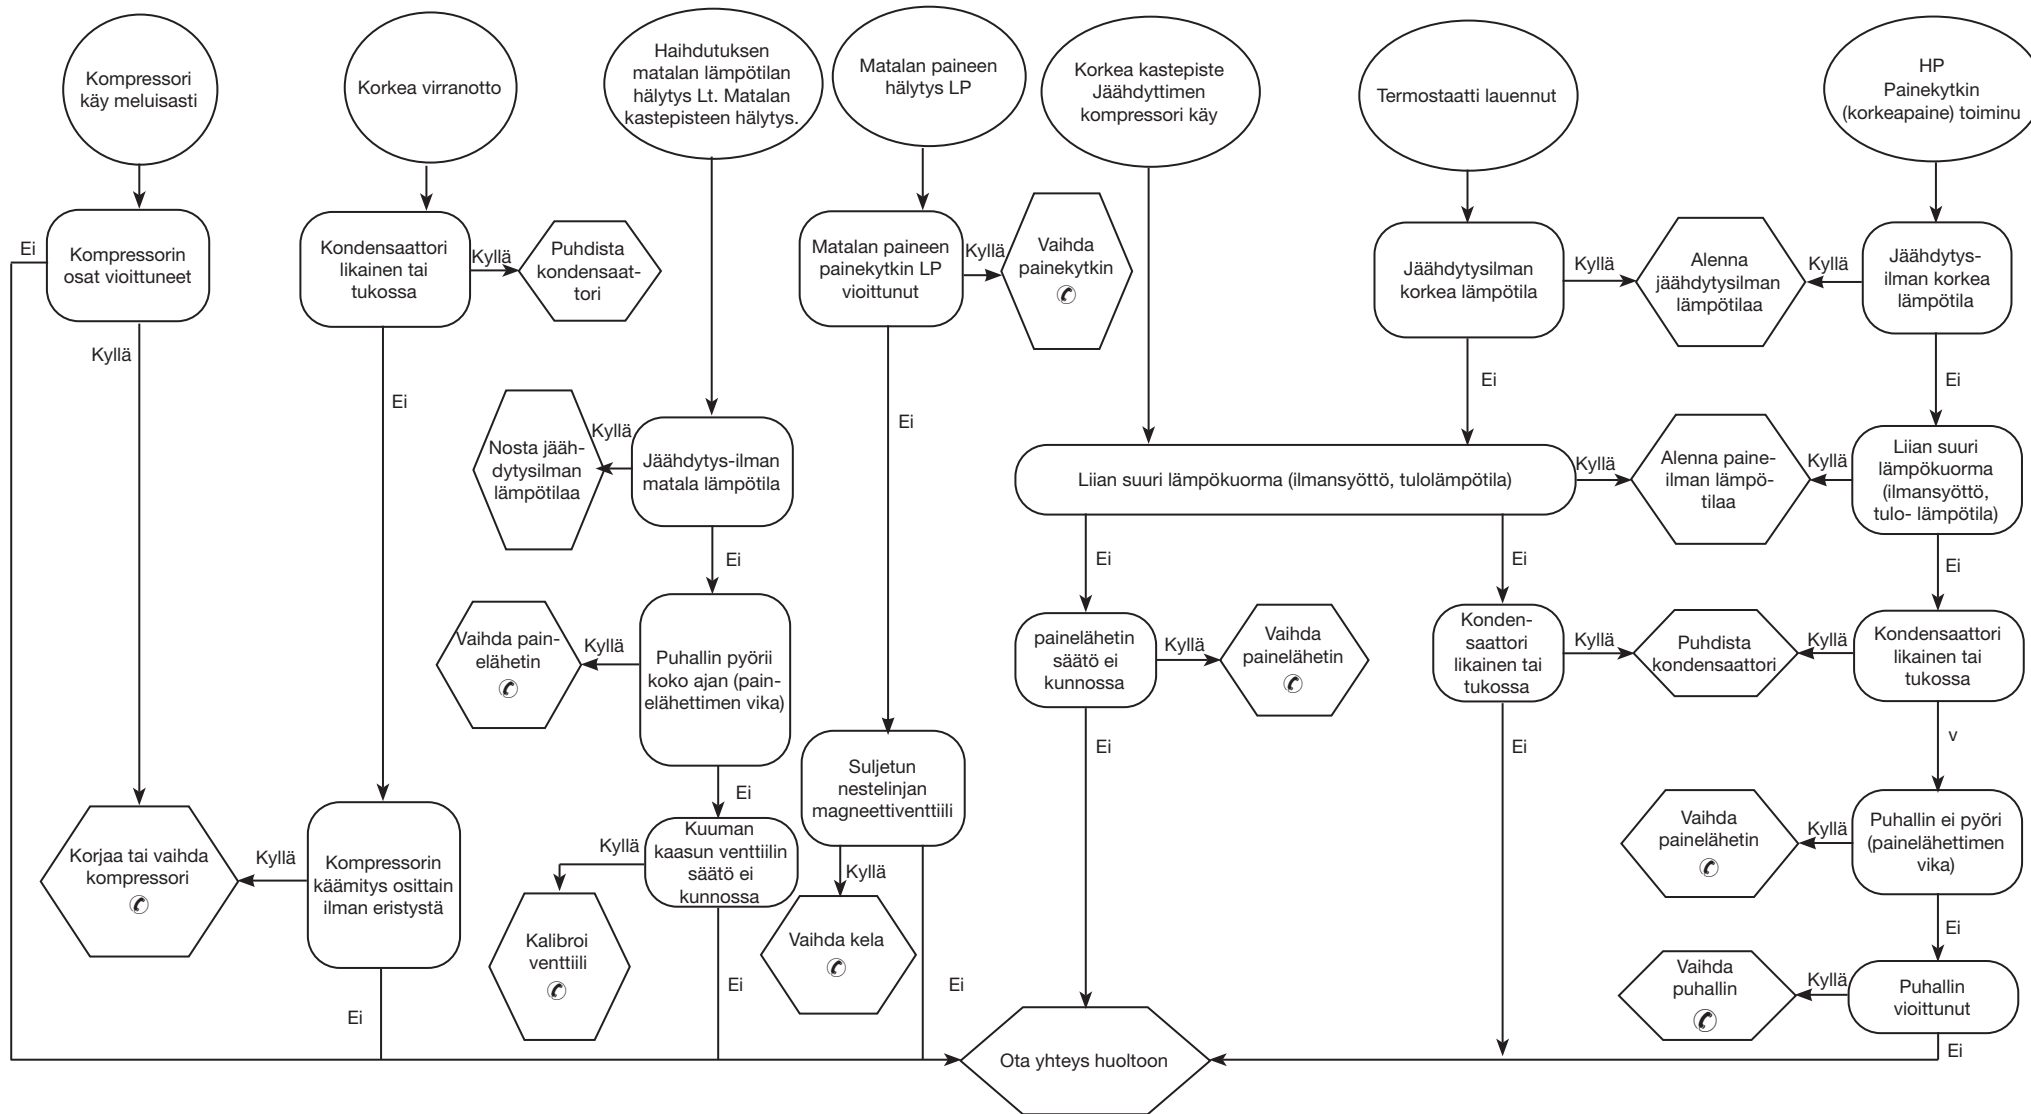 Kompressori
käy meluisasti
Korkea virranotto
Haihdutuksen
matalan lämpötilan
hälytys Lt. Matalan
kastepisteen hälytys.
Matalan paineen
hälytys LP
Korkea kastepiste
Jäähdyttimen
kompressori käy
Termostaatti lauennut
HP
Painekytkin
(korkeapaine) toiminu
Ei
Kompressorin
osat vioittuneet
Kondensaattori
likainen tai
tukossa
Kyllä
Puhdista
kondensaat-
tori
Matalan paineen
painekytkin LP
vioittunut
Kyllä
Vaihda
painekytkin
✆
Jäähdytysilman
korkea lämpötila
Kyllä
Alenna
jäähdytysilman
lämpötilaa
Kyllä
Jäähdytys-
ilman korkea
lämpötila
Kyllä
Ei
Ei
Ei
Ei
Nosta jääh-
dytysilman
lämpötilaa
Kyllä
Jäähdytys-ilman
matala lämpötila
Liian suuri lämpökuorma (ilmansyöttö, tulolämpötila)
Kyllä
Alenna paine-
ilman lämpö-
tilaa
Kyllä
Liian suuri
lämpökuorma
(ilmansyöttö,
tulo- lämpötila)
Ei
Ei
Ei
Ei
Vaihda pain-
elähetin
✆
Kyllä
Puhallin pyörii
koko ajan (pain-
elähettimen vika)
painelähetin
säätö ei
kunnossa
Kyllä
Vaihda
painelähetin
✆
Konden-
saattori
likainen tai
tukossa
Kyllä
Puhdista
kondensaattori
Kyllä
Kondensaattori
likainen tai
tukossa
Ei
Ei
Ei
v
Suljetun
nestelinjan
magneettiventtiili
Korjaa tai vaihda
kompressori
✆
Kyllä
Kompressorin
käämitys osittain
ilman eristystä
Kyllä
Kuuman
kaasun venttiilin
säätö ei
kunnossa
Kyllä
Vaihda
painelähetin
✆
Kyllä
Puhallin ei pyöri
(painelähettimen
vika)
Ei
Kalibroi
venttiili
✆
Vaihda kela
✆
Ei
Ei
Ei
Vaihda
puhallin
✆
Kyllä
Puhallin
vioittunut
Ei
Ota yhteys huoltoon